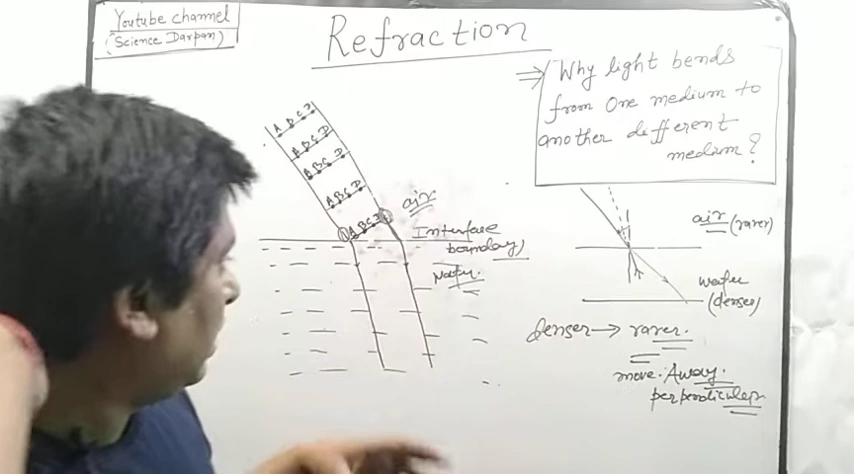 Youtube channel
(Science Darpan)
Refraction
⇒ Why light bends
from one medium to
another different
medium?
A B C D
A B C D
A B C D
A B C D
A B C D
air
Interface
boundary)
Water
air (rarer)
water
(denser)
denser → rarer.
move. Away.
perpendicular